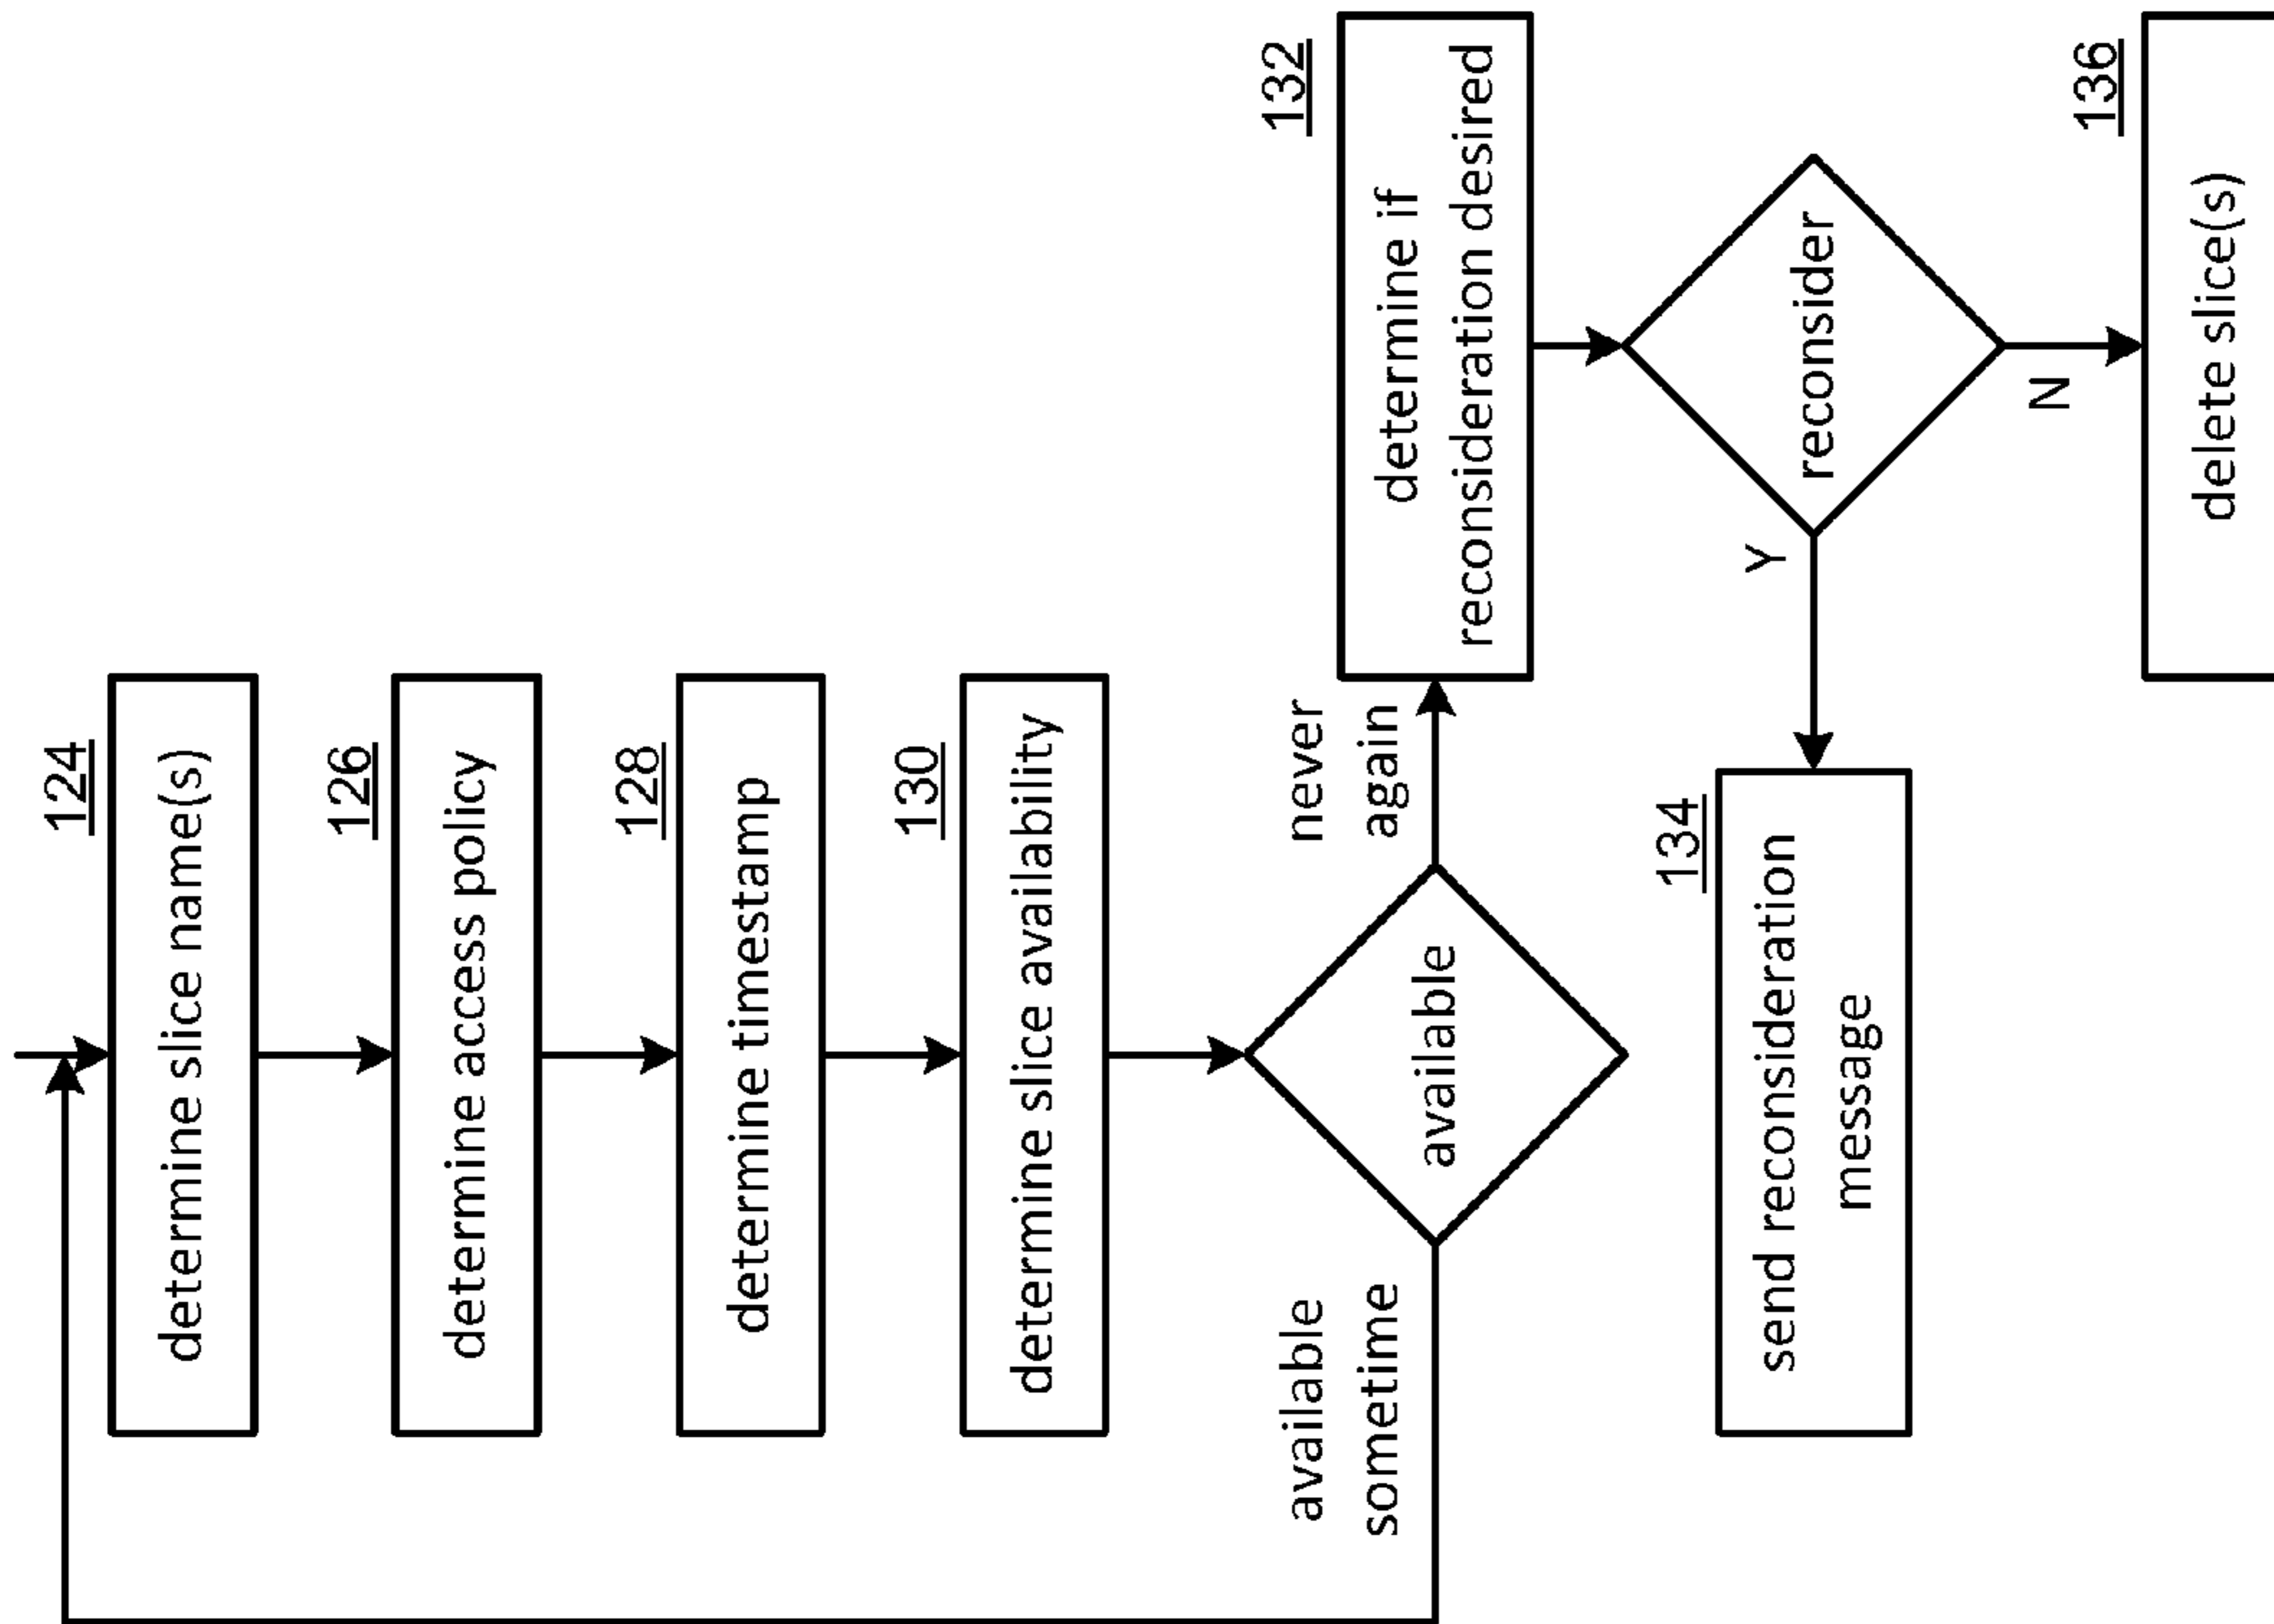 124
determine slice name(s)
126
determine access policy
128
determine timestamp
130
determine slice availability
available
available
sometime
never
again
132
determine if
reconsideration desired
reconsider
Y
N
134
send reconsideration
message
136
delete slice(s)